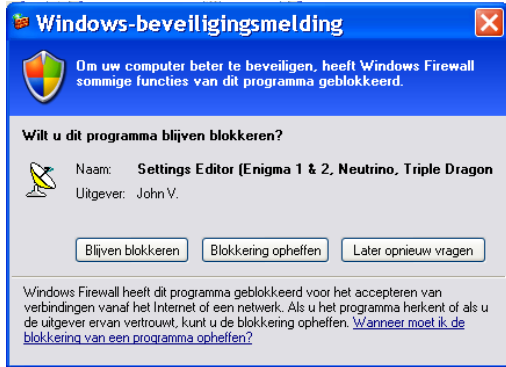 Windows-beveiligingsmelding
Om uw computer beter te beveiligen, heeft Windows Firewall
sommige functies van dit programma geblokkeerd.
Wilt u dit programma blijven blokkeren?
Naam: Settings Editor (Enigma 1 & 2, Neutrino, Triple Dragon
Uitgever: John V.
Blijven blokkeren Blokkering opheffen Later opnieuw vragen
Windows Firewall heeft dit programma geblokkeerd voor het accepteren van
verbindingen vanaf het Internet of een netwerk. Als u het programma herkent of als u
de uitgever ervan vertrouwt, kunt u de blokkering opheffen. Wanneer moet ik de
blokkering van een programma opheffen?